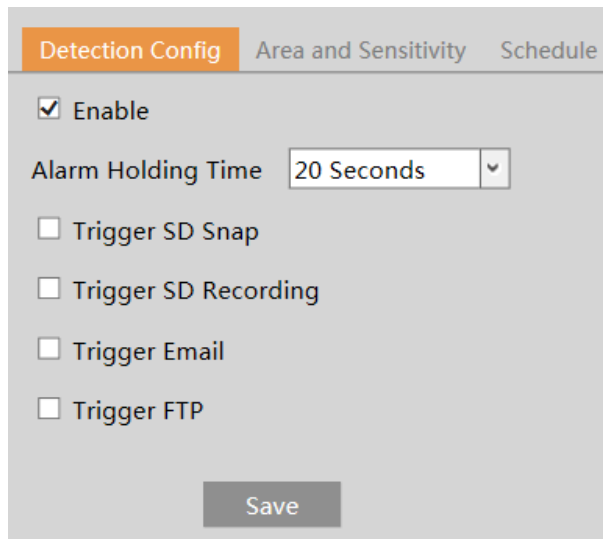 Detection Config Area and Sensitivity Schedule
Enable
Alarm Holding Time 20 Seconds
Trigger SD Snap
Trigger SD Recording
Trigger Email
Trigger FTP
Save